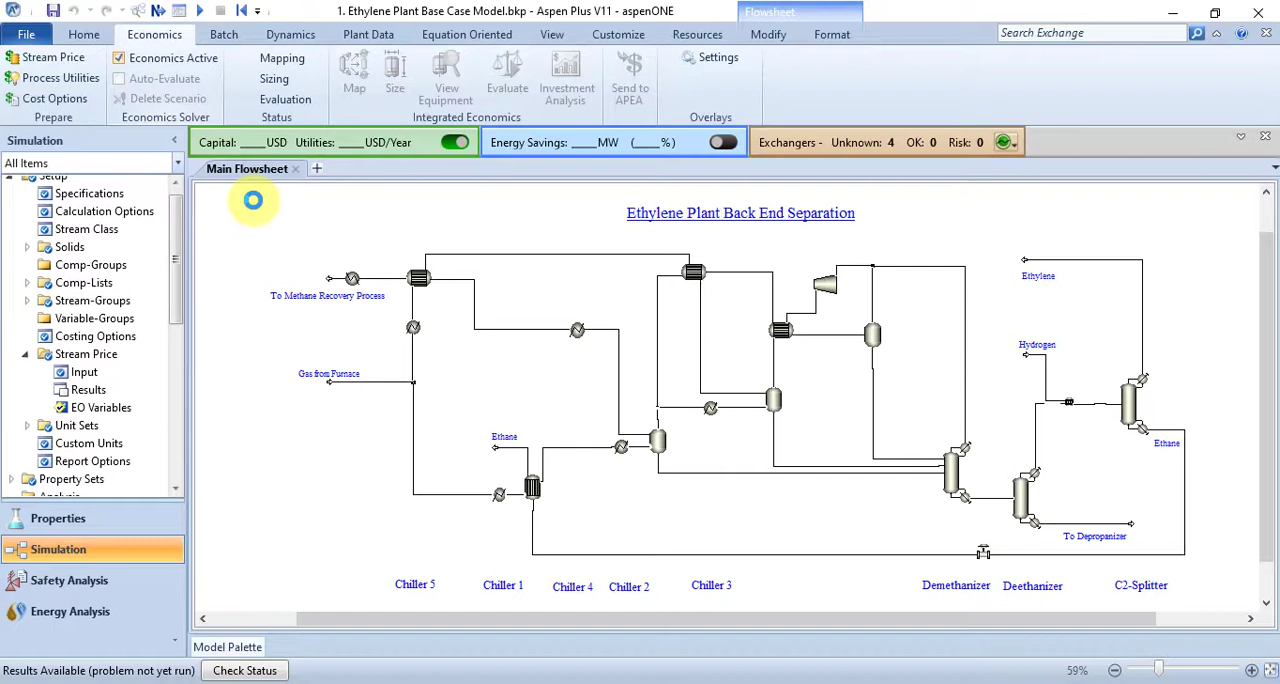 1. Ethylene Plant Base Case Model.bkp - Aspen Plus V11 - aspenONE
Flowsheet
File Home Economics Batch Dynamics Plant Data Equation Oriented View Customize Resources Modify Format Search Exchange
Stream Price
Process Utilities
Cost Options
Prepare
Economics Active
Auto-Evaluate
Delete Scenario
Economics Solver
Mapping
Sizing
Evaluation
Status
Map
Size
View
Equipment
Evaluate
Investment
Analysis
Send to
APEA
Integrated Economics
Settings
Overlays
Simulation
All Items
Setup
Specifications
Calculation Options
Stream Class
Solids
Comp-Groups
Comp-Lists
Stream-Groups
Variable-Groups
Costing Options
Stream Price
Input
Results
EO Variables
Unit Sets
Custom Units
Report Options
Property Sets
Analysis
Properties
Simulation
Safety Analysis
Energy Analysis
Capital: ____USD Utilities: ____USD/Year
Energy Savings: ____MW (____%)
Exchangers - Unknown: 4 OK: 0 Risk: 0
Main Flowsheet
Ethylene Plant Back End Separation
To Methane Recovery Process
Gas from Furnace
Ethane
Ethylene
Hydrogen
Ethane
To Depropanizer
Chiller 5 Chiller 1 Chiller 4 Chiller 2 Chiller 3 Demethanizer Deethanizer C2-Splitter
Model Palette
Results Available (problem not yet run) Check Status 59%